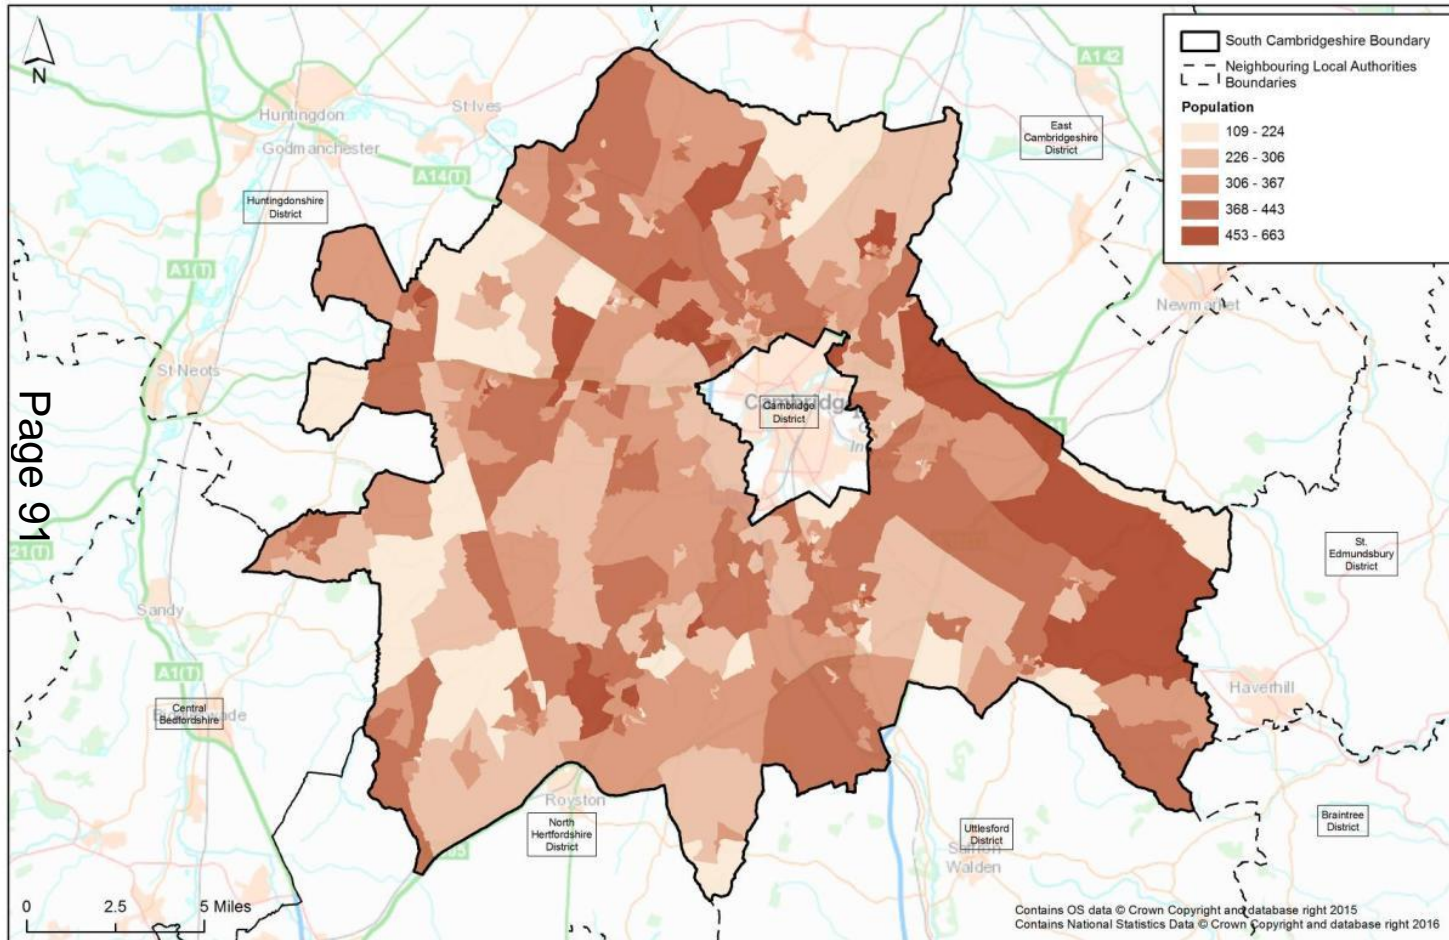 N
A142
South Cambridgeshire Boundary
Neighbouring Local Authorities
Boundaries
Population
109 - 224
226 - 306
306 - 367
368 - 443
453 - 663
Huntingdon
St Ives
Godmanchester
A14(T)
East
Cambridgeshire
District
Huntingdonshire
District
A1(T)
Newmarket
St Neots
Cambridge
District
Page 91
St.
Edmundsbury
District
Sandy
A1(T)
Haverhill
Central
Bedfordshire
Royston
North
Hertfordshire
District
Uttlesford
District
Saffron
Walden
Braintree
District
0 2.5 5 Miles
Contains OS data © Crown Copyright and database right 2015
Contains National Statistics Data © Crown Copyright and database right 2016